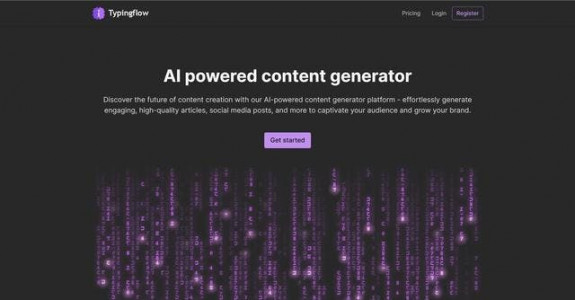 Typingflow
Pricing
Login
Register
AI powered content generator
Discover the future of content creation with our AI-powered content generator platform - effortlessly generate
engaging, high-quality articles, social media posts, and more to captivate your audience and grow your brand.
Get started